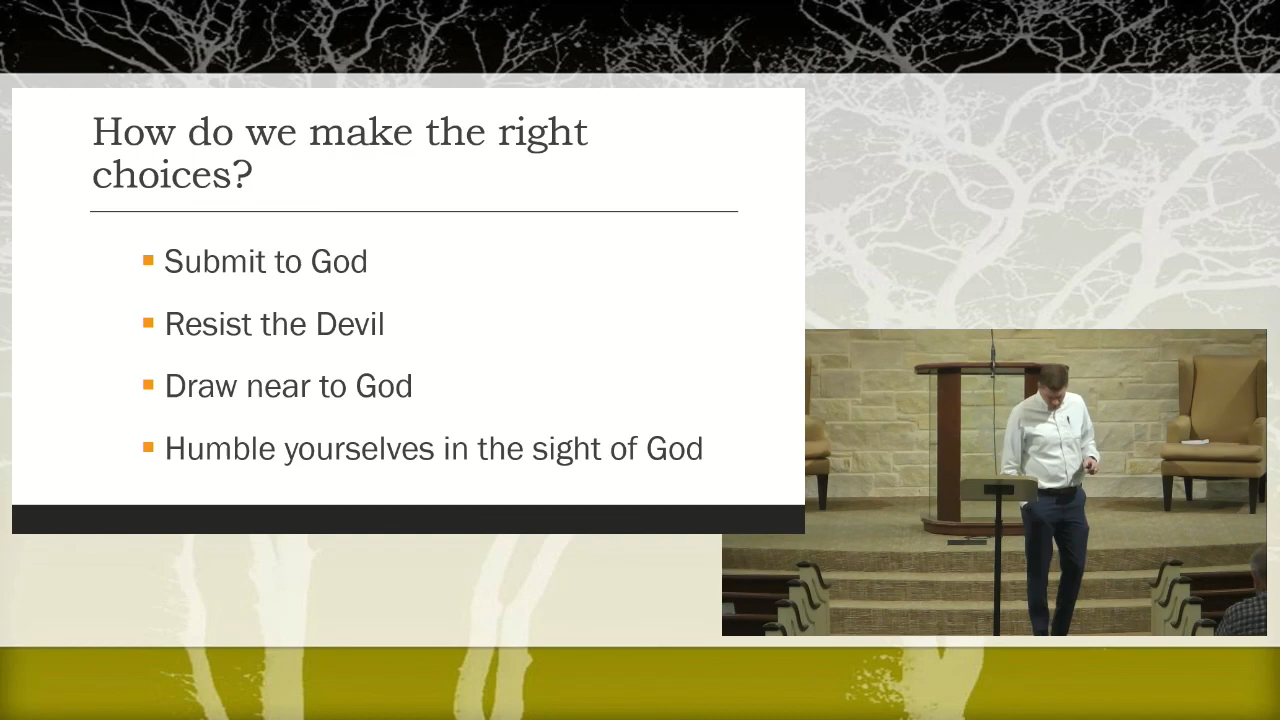 How do we make the right
choices?
Submit to God
Resist the Devil
Draw near to God
Humble yourselves in the sight of God